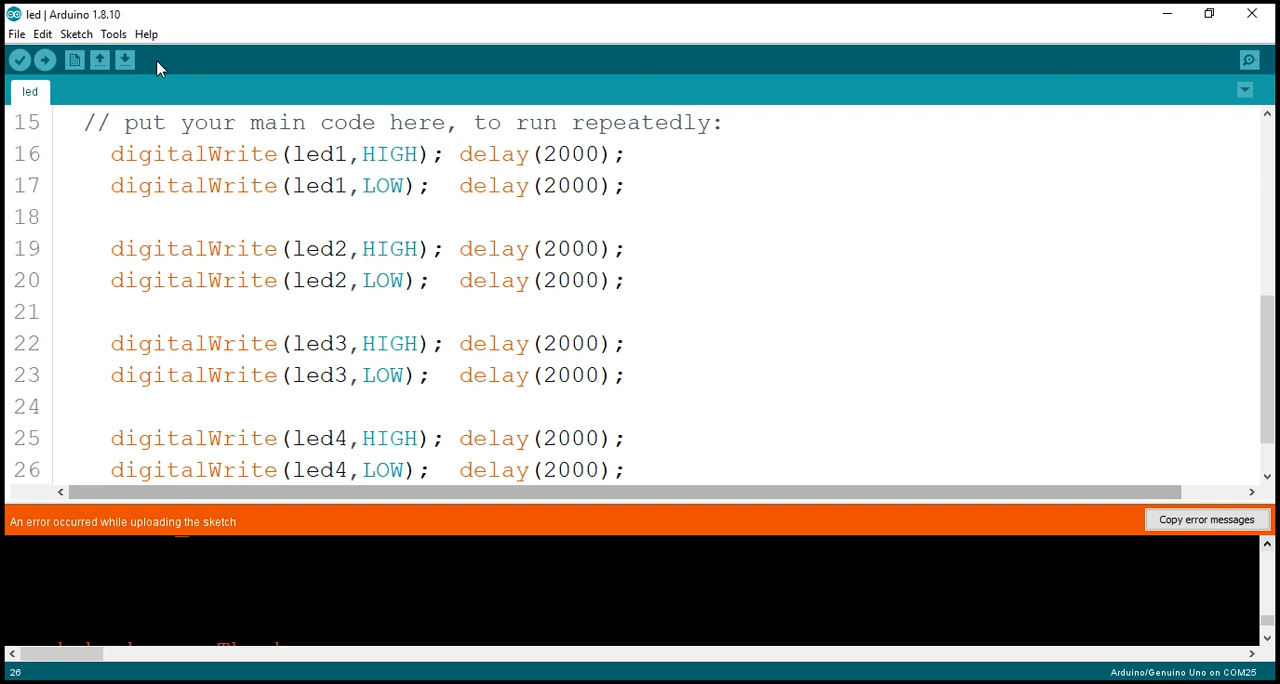 led | Arduino 1.8.10
File Edit Sketch Tools Help
led
15 // put your main code here, to run repeatedly:
16 digitalWrite(led1,HIGH); delay(2000);
17 digitalWrite(led1,LOW); delay(2000);
18
19 digitalWrite(led2,HIGH); delay(2000);
20 digitalWrite(led2,LOW); delay(2000);
21
22 digitalWrite(led3,HIGH); delay(2000);
23 digitalWrite(led3,LOW); delay(2000);
24
25 digitalWrite(led4,HIGH); delay(2000);
26 digitalWrite(led4,LOW); delay(2000);
An error occurred while uploading the sketch
Copy error messages
26
Arduino/Genuino Uno on COM25